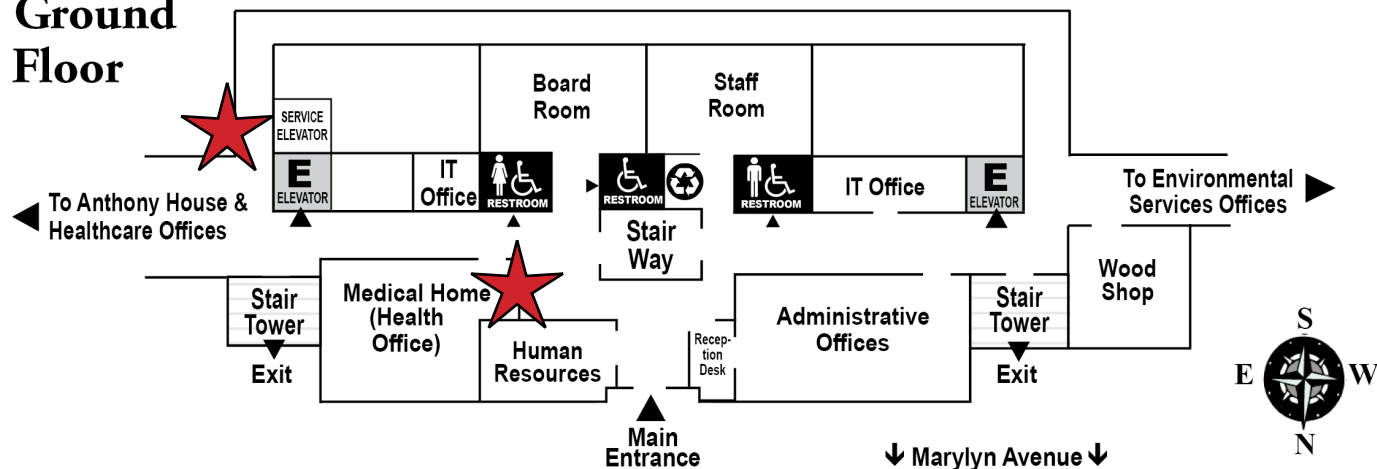 Ground
Floor
Board
Room
Staff
Room
SERVICE
ELEVATOR
E
ELEVATOR
IT
Office
RESTROOM
RESTROOM
RESTROOM
IT Office
E
ELEVATOR
To Anthony House &
Healthcare Offices
To Environmental
Services Offices
Stair
Way
Stair
Tower
Exit
Medical Home
(Health
Office)
Human
Resources
Recep-
tion
Desk
Administrative
Offices
Stair
Tower
Exit
Wood
Shop
Main
Entrance
Marylyn Avenue
S
E
W
N